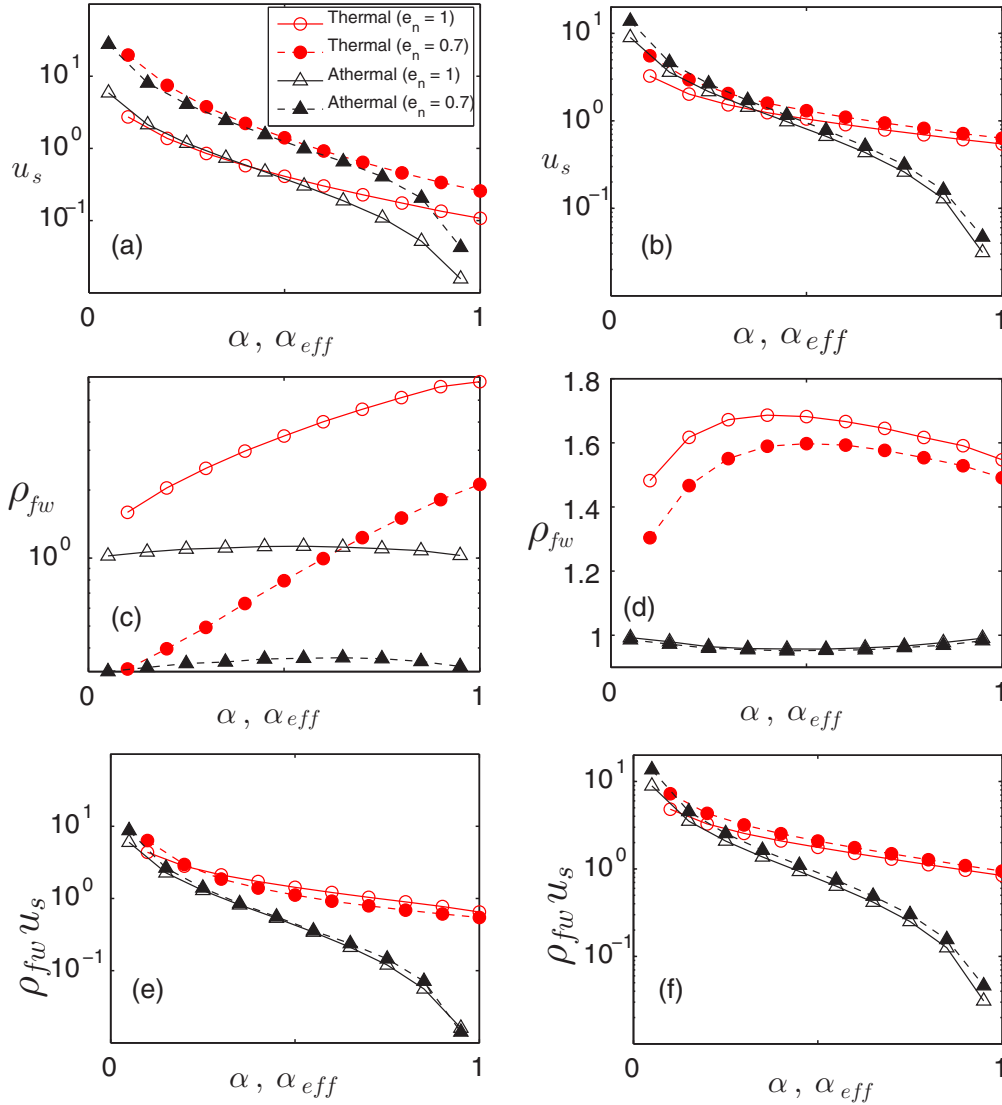 Thermal (e_n = 1)
Thermal (e_n = 0.7)
Athermal (e_n = 1)
Athermal (e_n = 0.7)
10^1
10^0
10^-1
u_s
(a)
0
1
α , α_eff
10^1
10^0
10^-1
u_s
(b)
0
1
α , α_eff
ρ_fw
10^0
(c)
0
1
α , α_eff
1.8
1.6
1.4
1.2
1
ρ_fw
(d)
0
1
α , α_eff
10^1
10^0
10^-1
ρ_fw u_s
(e)
0
1
α , α_eff
10^1
10^0
10^-1
ρ_fw u_s
(f)
0
1
α , α_eff